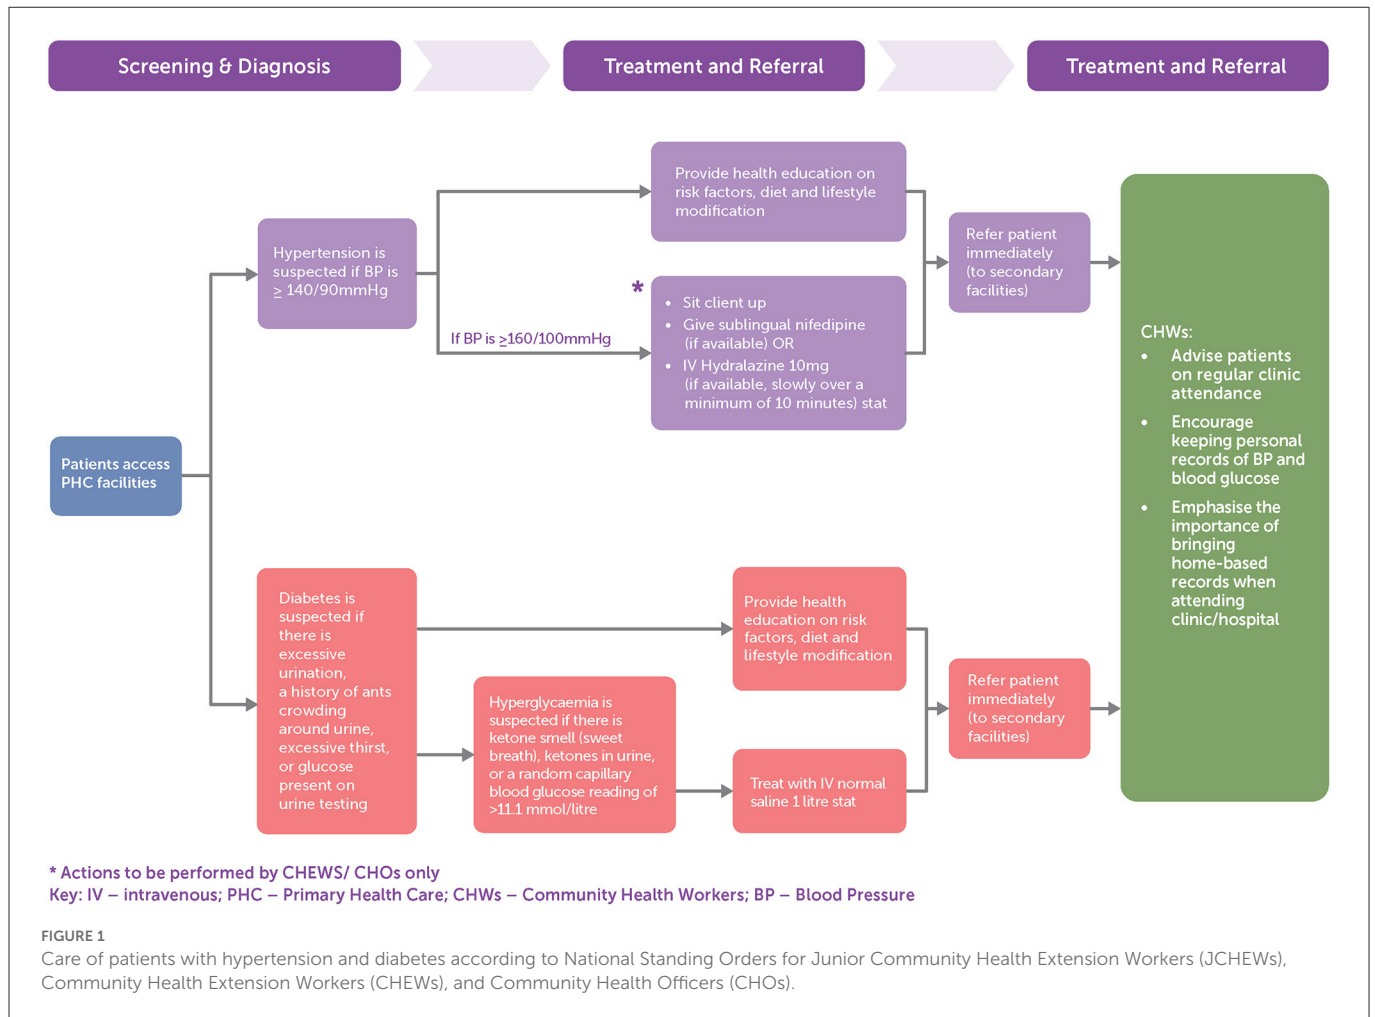 Screening & Diagnosis
Treatment and Referral
Treatment and Referral
Patients access
PHC facilities
Hypertension is
suspected if BP is
≥ 140/90mmHg
If BP is ≥160/100mmHg
Provide health education on
risk factors, diet and lifestyle
modification
*
• Sit client up
• Give sublingual nifedipine
(if available) OR
• IV Hydralazine 10mg
(if available, slowly over a
minimum of 10 minutes) stat
Refer patient
immediately
(to secondary
facilities)
Diabetes is
suspected if
there is
excessive
urination,
a history of ants
crowding
around urine,
excessive thirst,
or glucose
present on
urine testing
Hyperglycaemia is
suspected if there is
ketone smell (sweet
breath), ketones in urine,
or a random capillary
blood glucose reading of
>11.1 mmol/litre
Provide health
education on risk
factors, diet and
lifestyle modification
Treat with IV normal
saline 1 litre stat
Refer patient
immediately
(to secondary
facilities)
CHWs:
• Advise patients
on regular clinic
attendance
• Encourage
keeping personal
records of BP and
blood glucose
• Emphasise the
importance of
bringing
home-based
records when
attending
clinic/hospital
* Actions to be performed by CHEWS/ CHOs only
Key: IV – intravenous; PHC – Primary Health Care; CHWs – Community Health Workers; BP – Blood Pressure
FIGURE 1
Care of patients with hypertension and diabetes according to National Standing Orders for Junior Community Health Extension Workers (JCHEWs),
Community Health Extension Workers (CHEWs), and Community Health Officers (CHOs).